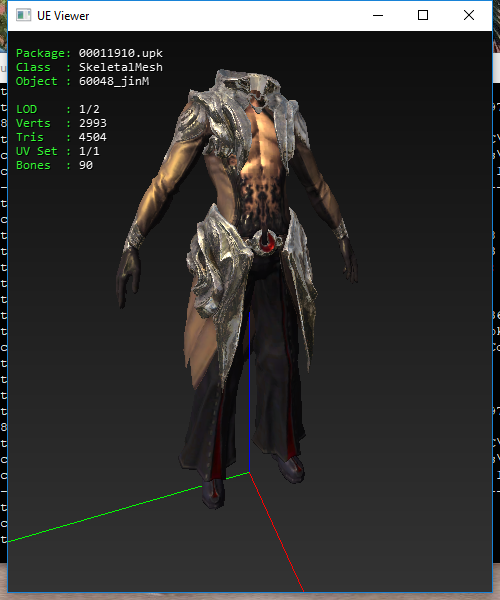 UE Viewer
Package: 00011910.upk
Class : SkeletalMesh
Object : 60048_jinM
LOD : 1/2
Verts : 2993
Tris : 4504
UV Set : 1/1
Bones : 90